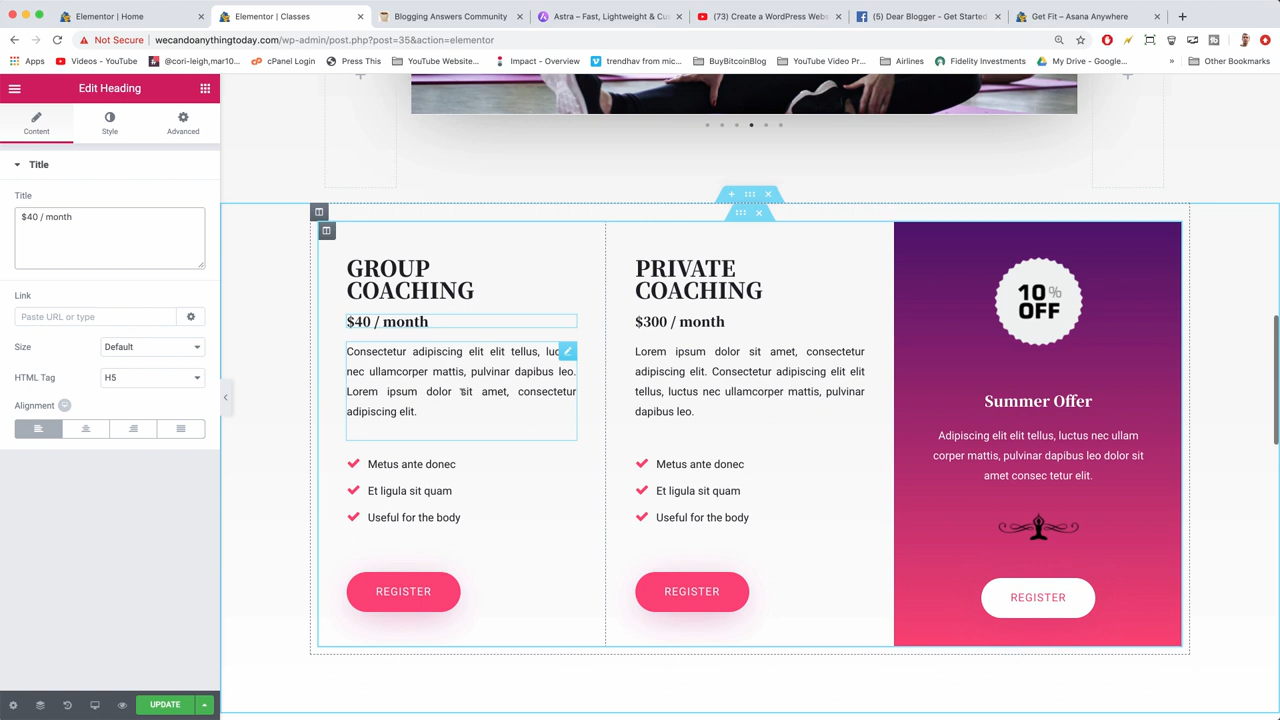 Elementor | Home
Elementor | Classes
Blogging Answers Community
Astra – Fast, Lightweight & Cu
(73) Create a WordPress Webs
(5) Dear Blogger - Get Started
Get Fit – Asana Anywhere
Not Secure | wecandoanythingtoday.com/wp-admin/post.php?post=35&action=elementor
Apps
Videos - YouTube
@cori-leigh,mar10...
cPanel Login
Press This
YouTube Website...
Impact - Overview
trendhav from mic...
BuyBitcoinBlog
YouTube Video Pr...
Airlines
Fidelity Investments
My Drive - Google...
»
Other Bookmarks
Edit Heading
Content
Style
Advanced
Title
Title
$40 / month
Link
Paste URL or type
Size
Default
HTML Tag
H5
Alignment
UPDATE
GROUP
COACHING
$40 / month
Consectetur adipiscing elit elit tellus, luc
nec ullamcorper mattis, pulvinar dapibus leo.
Lorem ipsum dolor sit amet, consectetur
adipiscing elit.
Metus ante donec
Et ligula sit quam
Useful for the body
REGISTER
PRIVATE
COACHING
$300 / month
Lorem ipsum dolor sit amet, consectetur
adipiscing elit. Consectetur adipiscing elit elit
tellus, luctus nec ullamcorper mattis, pulvinar
dapibus leo.
Metus ante donec
Et ligula sit quam
Useful for the body
REGISTER
10%
OFF
Summer Offer
Adipiscing elit elit tellus, luctus nec ullam
corper mattis, pulvinar dapibus leo dolor sit
amet consec tetur elit.
REGISTER